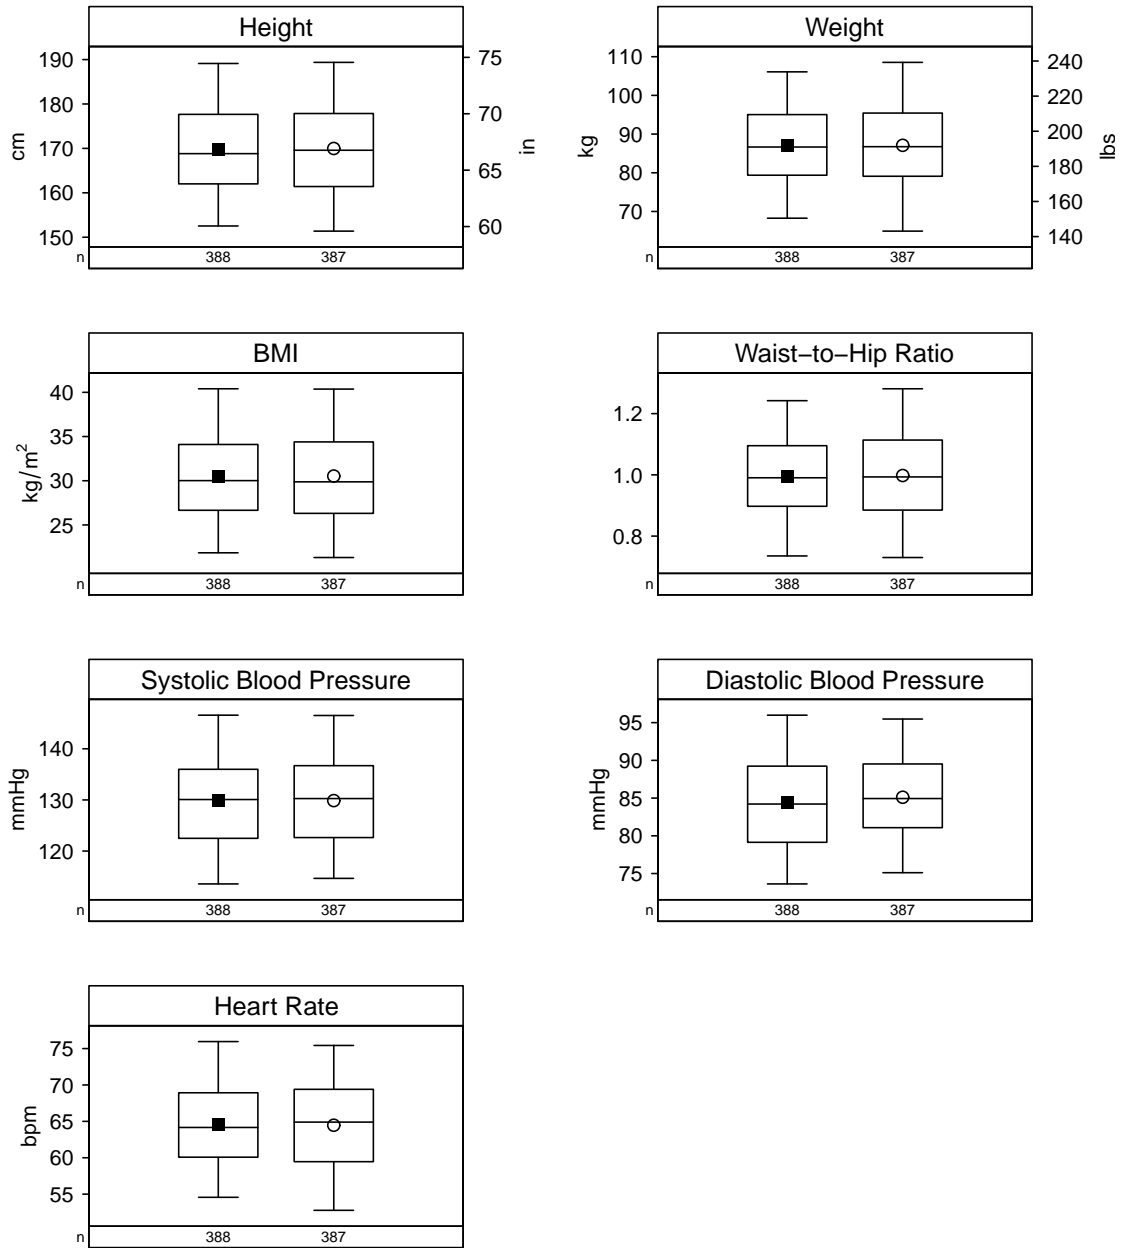 Height
190
180
170
160
150
cm
75
70
65
60
in
n 388 387
Weight
110
100
90
80
70
kg
240
220
200
180
160
140
lbs
n 388 387
BMI
40
35
30
25
kg/m²
n 388 387
Waist−to−Hip Ratio
1.2
1.0
0.8
n 388 387
Systolic Blood Pressure
140
130
120
mmHg
n 388 387
Diastolic Blood Pressure
95
90
85
80
75
mmHg
n 388 387
Heart Rate
75
70
65
60
55
bpm
n 388 387